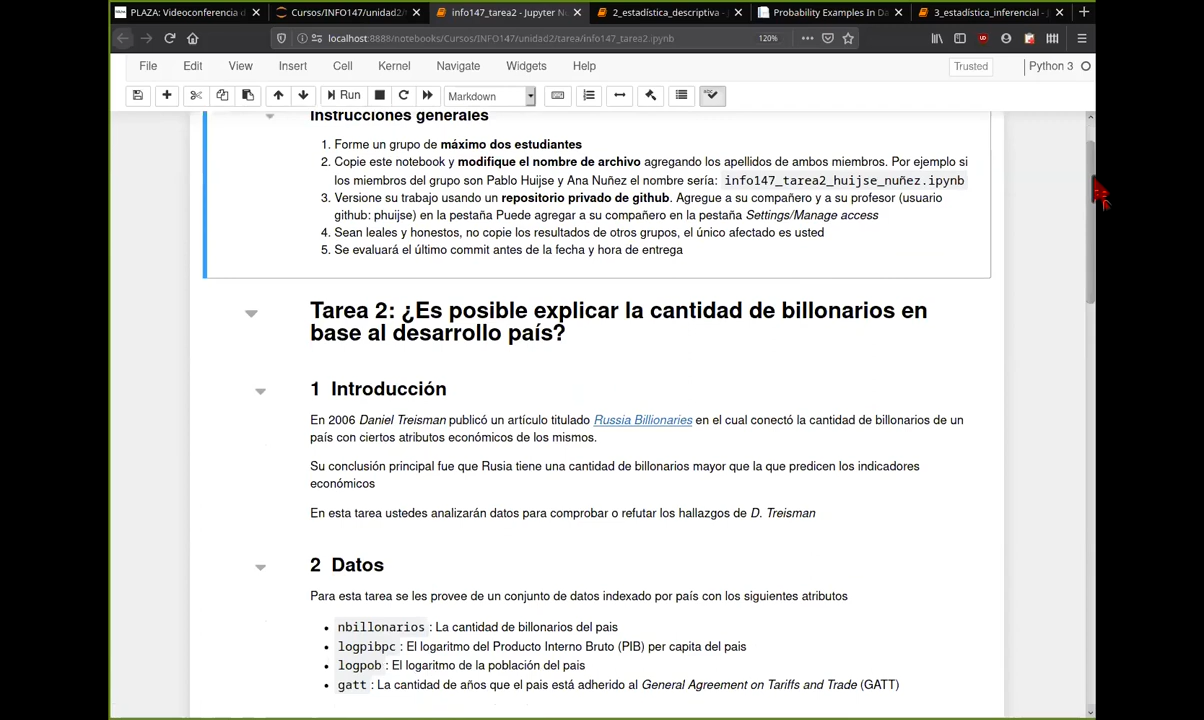 PLAZA: Videoconferencia d
Cursos/INFO147/unidad2/
info147_tarea2 - Jupyter N
2_estadística_descriptiva -
Probability Examples In Da
3_estadística_inferencial -
localhost:8888/notebooks/Cursos/INFO147/unidad2/tarea/info147_tarea2.ipynb
120%
File Edit View Insert Cell Kernel Navigate Widgets Help
Trusted
Python 3
Run
Markdown
Instrucciones generales
1. Forme un grupo de máximo dos estudiantes
2. Copie este notebook y modifique el nombre de archivo agregando los apellidos de ambos miembros. Por ejemplo si
los miembros del grupo son Pablo Huijse y Ana Nuñez el nombre sería: info147_tarea2_huijse_nuñez.ipynb
3. Versione su trabajo usando un repositorio privado de github. Agregue a su compañero y a su profesor (usuario
github: phuijse) en la pestaña Puede agregar a su compañero en la pestaña Settings/Manage access
4. Sean leales y honestos, no copie los resultados de otros grupos, el único afectado es usted
5. Se evaluará el último commit antes de la fecha y hora de entrega
Tarea 2: ¿Es posible explicar la cantidad de billonarios en
base al desarrollo país?
1 Introducción
En 2006 Daniel Treisman publicó un artículo titulado Russia Billionaries en el cual conectó la cantidad de billonarios de un
país con ciertos atributos económicos de los mismos.
Su conclusión principal fue que Rusia tiene una cantidad de billonarios mayor que la que predicen los indicadores
económicos
En esta tarea ustedes analizarán datos para comprobar o refutar los hallazgos de D. Treisman
2 Datos
Para esta tarea se les provee de un conjunto de datos indexado por país con los siguientes atributos
• nbillonarios : La cantidad de billonarios del pais
• logpibpc : El logaritmo del Producto Interno Bruto (PIB) per capita del pais
• logpob : El logaritmo de la población del pais
• gatt : La cantidad de años que el pais está adherido al General Agreement on Tariffs and Trade (GATT)